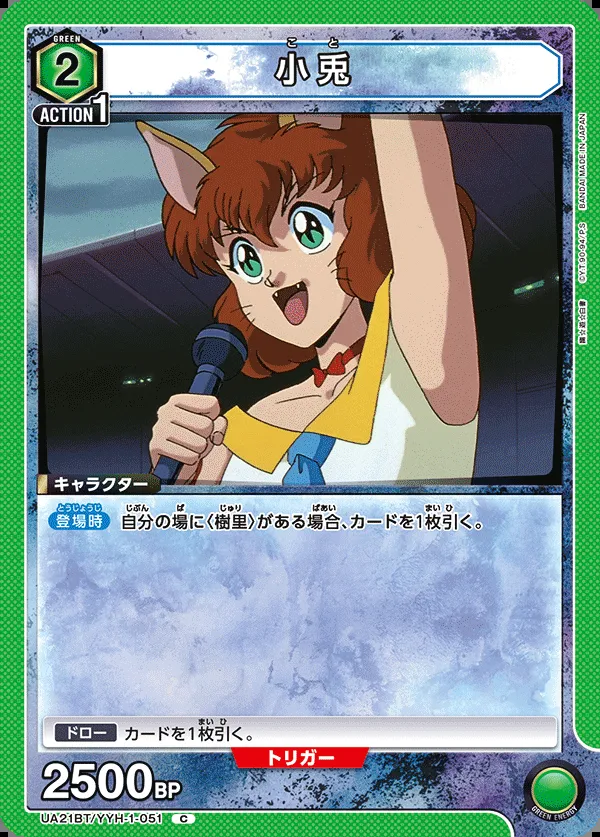 GREEN
2
ACTION 1
こ と
小兎
©Y.T.90-94/P.S BANDAI MADE IN JAPAN
幽☆遊☆白書
キャラクター
とうじょうじ じぶん ば じゅり ばあい まい ひ
登場時 自分の場に〈樹里〉がある場合、カードを1枚引く。
まい ひ
ドロー カードを1枚引く。
トリガー
2500BP
GREEN ENERGY
UA21BT/YYH-1-051 C